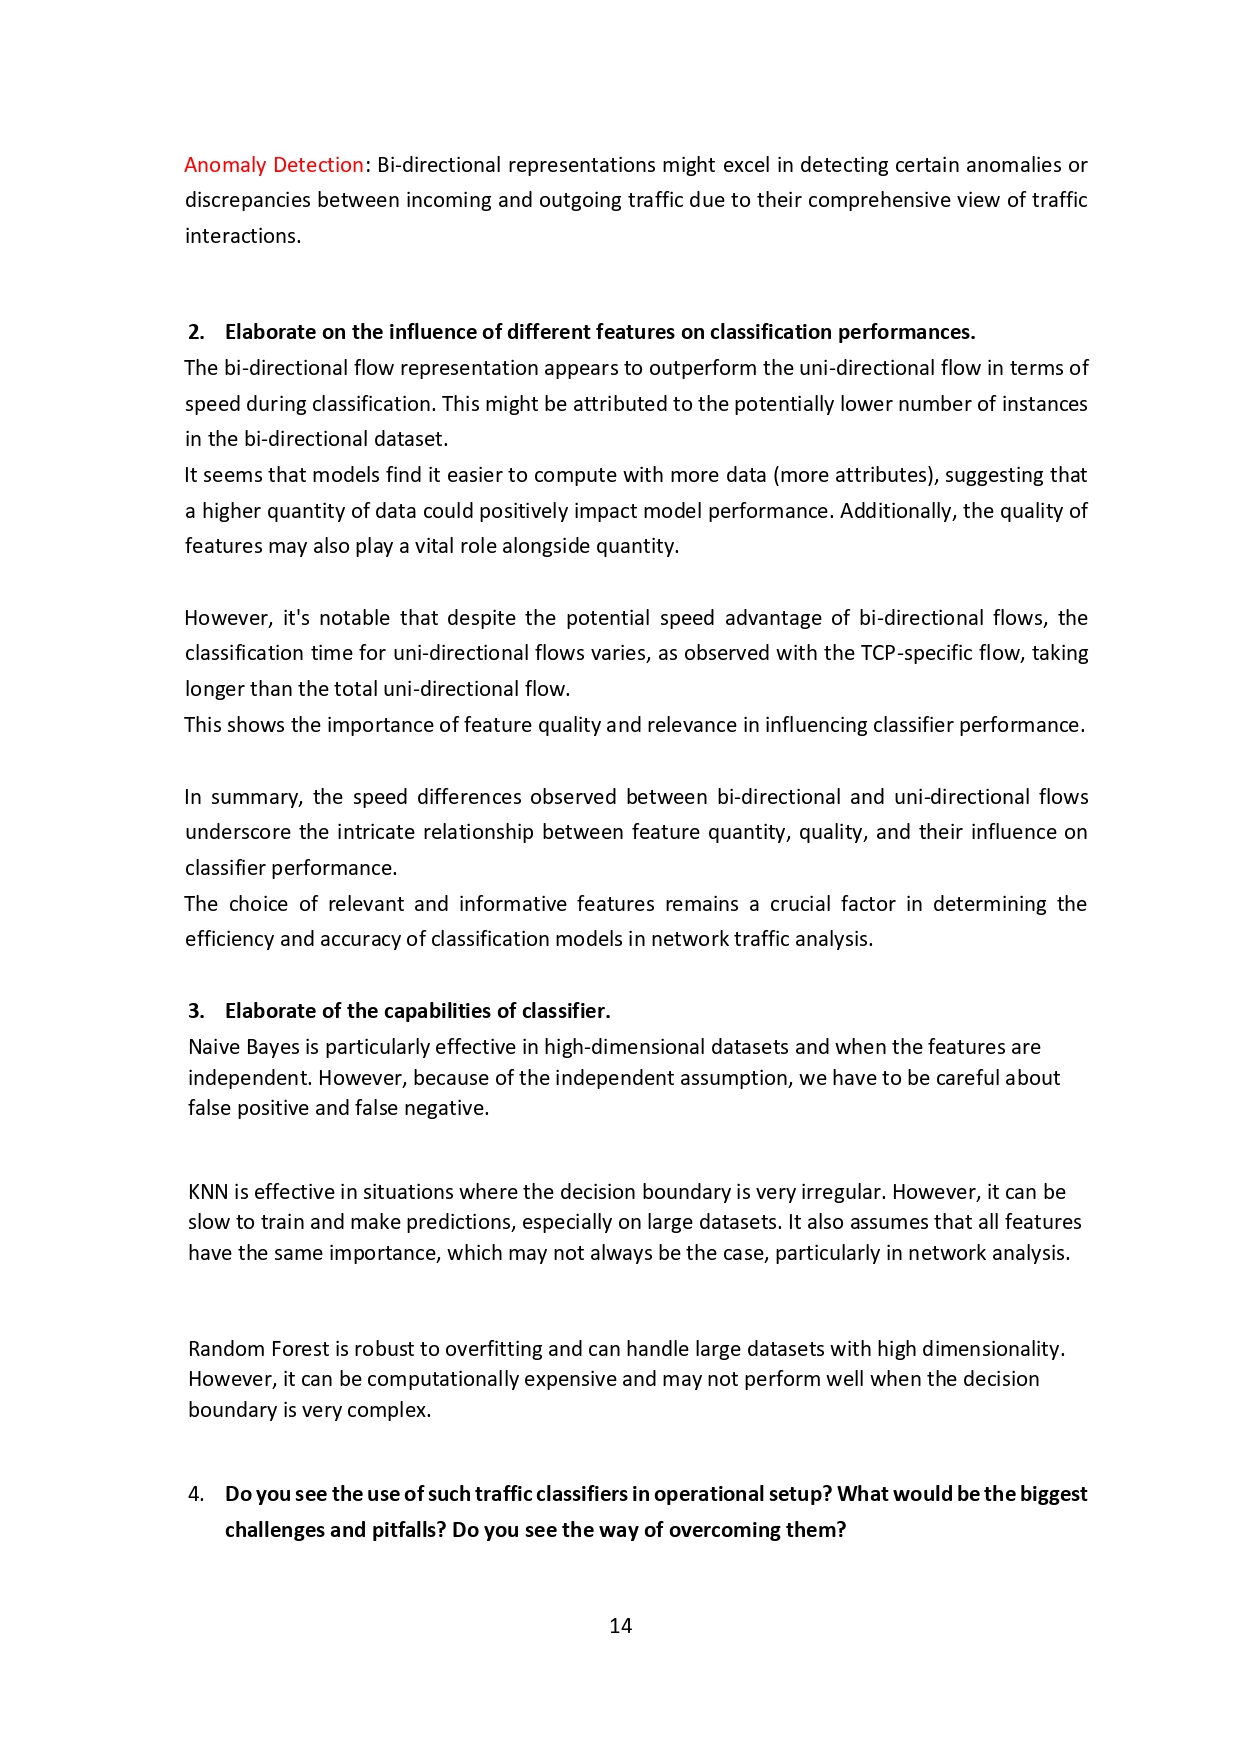 Anomaly Detection: Bi-directional representations might excel in detecting certain anomalies or
discrepancies between incoming and outgoing traffic due to their comprehensive view of traffic
interactions.
2. Elaborate on the influence of different features on classification performances.
The bi-directional flow representation appears to outperform the uni-directional flow in terms of
speed during classification. This might be attributed to the potentially lower number of instances
in the bi-directional dataset.
It seems that models find it easier to compute with more data (more attributes), suggesting that
a higher quantity of data could positively impact model performance. Additionally, the quality of
features may also play a vital role alongside quantity.
However, it's notable that despite the potential speed advantage of bi-directional flows, the
classification time for uni-directional flows varies, as observed with the TCP-specific flow, taking
longer than the total uni-directional flow.
This shows the importance of feature quality and relevance in influencing classifier performance.
In summary, the speed differences observed between bi-directional and uni-directional flows
underscore the intricate relationship between feature quantity, quality, and their influence on
classifier performance.
The choice of relevant and informative features remains a crucial factor in determining the
efficiency and accuracy of classification models in network traffic analysis.
3. Elaborate of the capabilities of classifier.
Naive Bayes is particularly effective in high-dimensional datasets and when the features are
independent. However, because of the independent assumption, we have to be careful about
false positive and false negative.
KNN is effective in situations where the decision boundary is very irregular. However, it can be
slow to train and make predictions, especially on large datasets. It also assumes that all features
have the same importance, which may not always be the case, particularly in network analysis.
Random Forest is robust to overfitting and can handle large datasets with high dimensionality.
However, it can be computationally expensive and may not perform well when the decision
boundary is very complex.
4. Do you see the use of such traffic classifiers in operational setup? What would be the biggest
challenges and pitfalls? Do you see the way of overcoming them?
14